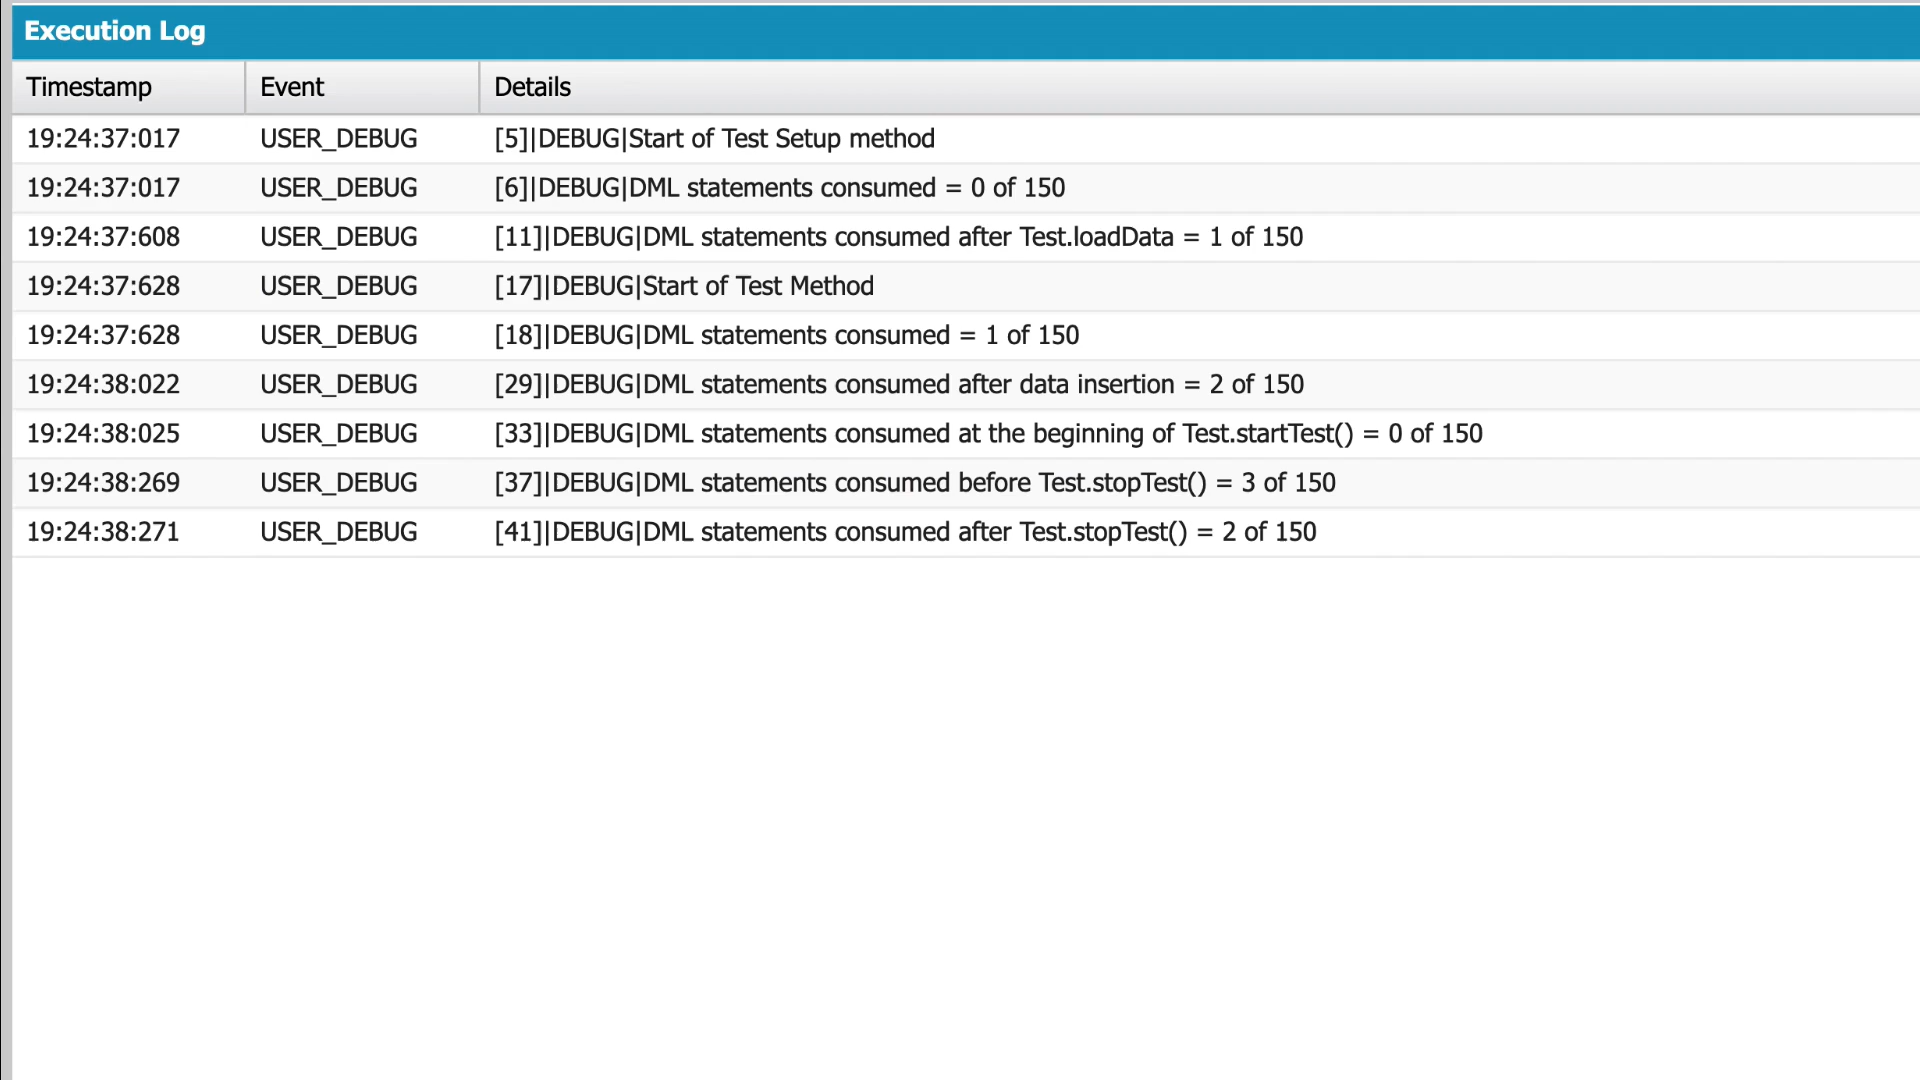 Execution Log
Timestamp Event Details
19:24:37:017 USER_DEBUG [5]|DEBUG|Start of Test Setup method
19:24:37:017 USER_DEBUG [6]|DEBUG|DML statements consumed = 0 of 150
19:24:37:608 USER_DEBUG [11]|DEBUG|DML statements consumed after Test.loadData = 1 of 150
19:24:37:628 USER_DEBUG [17]|DEBUG|Start of Test Method
19:24:37:628 USER_DEBUG [18]|DEBUG|DML statements consumed = 1 of 150
19:24:38:022 USER_DEBUG [29]|DEBUG|DML statements consumed after data insertion = 2 of 150
19:24:38:025 USER_DEBUG [33]|DEBUG|DML statements consumed at the beginning of Test.startTest() = 0 of 150
19:24:38:269 USER_DEBUG [37]|DEBUG|DML statements consumed before Test.stopTest() = 3 of 150
19:24:38:271 USER_DEBUG [41]|DEBUG|DML statements consumed after Test.stopTest() = 2 of 150